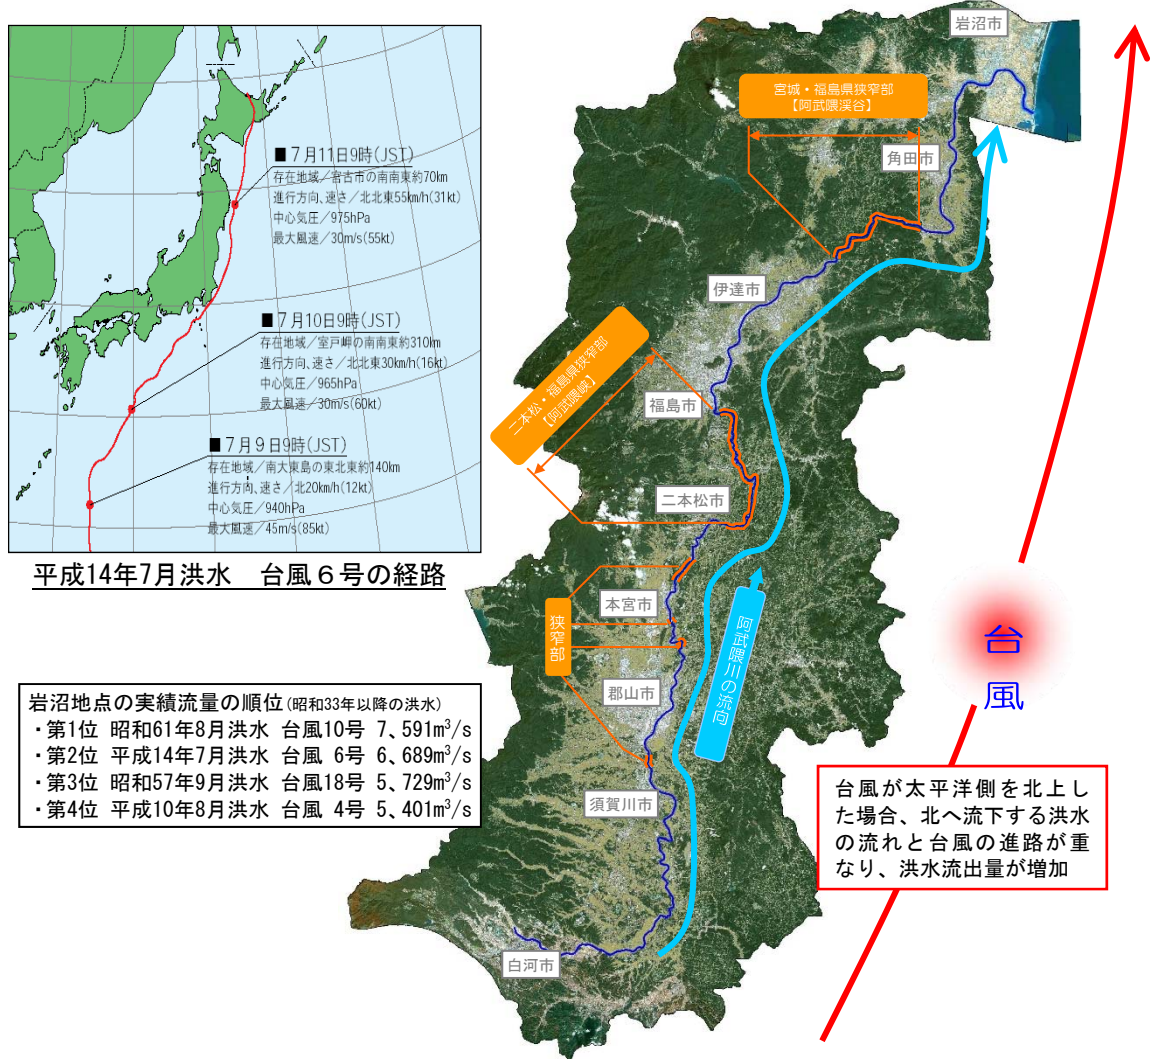 ■７月11日9時(JST)
存在地域／宮古市の南南東約70km
進行方向、速さ／北北東55km/h(31kt)
中心気圧／975hPa
最大風速／30m/s(55kt)
■７月10日9時(JST)
存在地域／室戸岬の南南東約310km
進行方向、速さ／北北東30km/h(16kt)
中心気圧／965hPa
最大風速／30m/s(60kt)
■７月９日9時(JST)
存在地域／南大東島の東北東約140km
進行方向、速さ／北20km/h(12kt)
中心気圧／940hPa
最大風速／45m/s(85kt)
平成14年7月洪水　台風６号の経路
岩沼地点の実績流量の順位(昭和33年以降の洪水)
・第1位 昭和61年8月洪水 台風10号 7、591m³/s
・第2位 平成14年7月洪水 台風 6号 6、689m³/s
・第3位 昭和57年9月洪水 台風18号 5、729m³/s
・第4位 平成10年8月洪水 台風 4号 5、401m³/s
岩沼市
宮城・福島県狭窄部
【阿武隈渓谷】
角田市
伊達市
二本松・福島県狭窄部
【阿武隈峡】
福島市
二本松市
本宮市
狭窄部
阿武隈川の流向
郡山市
須賀川市
白河市
台
風
台風が太平洋側を北上し
た場合、北へ流下する洪水
の流れと台風の進路が重
なり、洪水流出量が増加